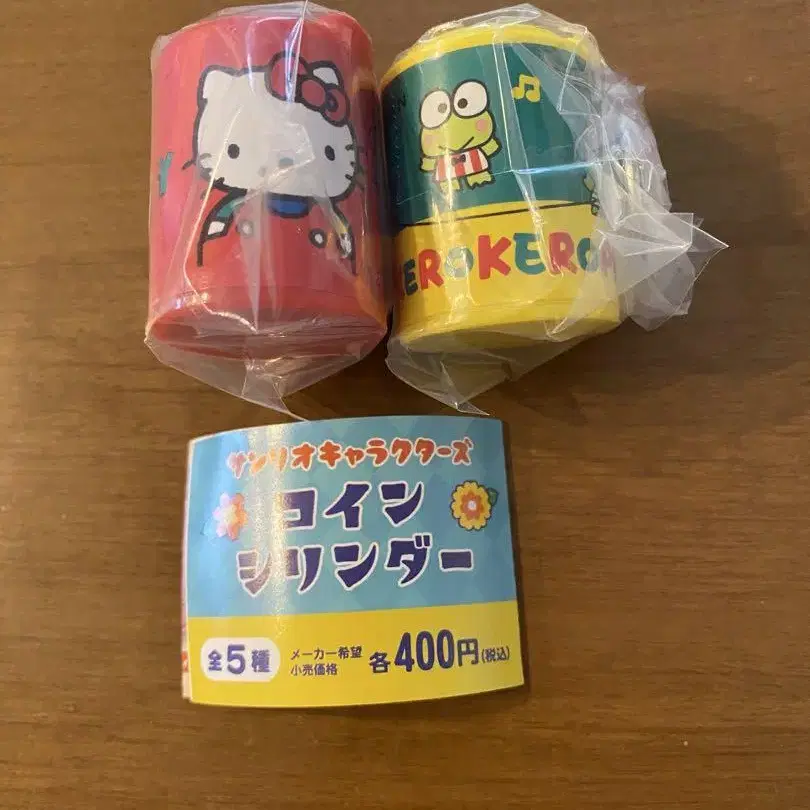 EROKEROP
サンリオキャラクターズ
コイン
シリンダー
全5種
メーカー希望
小売価格
各400円(税込)